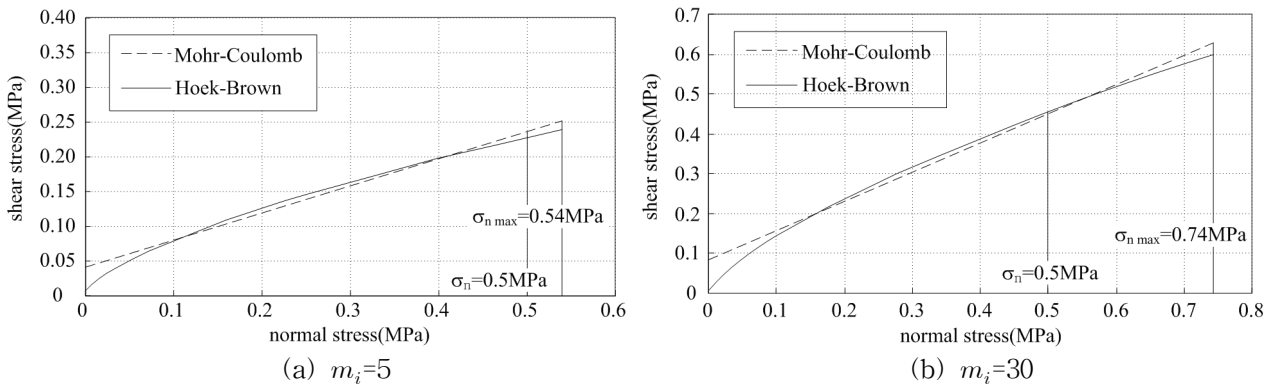 0.40
0.35
0.30
0.25
0.20
0.15
0.10
0.05
0
shear stress(MPa)
Mohr-Coulomb
Hoek-Brown
σn max=0.54MPa
σn=0.5MPa
0 0.1 0.2 0.3 0.4 0.5 0.6
normal stress(MPa)
(a) mi=5
0.7
0.6
0.5
0.4
0.3
0.2
0.1
0
shear stress(MPa)
Mohr-Coulomb
Hoek-Brown
σn max=0.74MPa
σn=0.5MPa
0 0.1 0.2 0.3 0.4 0.5 0.6 0.7 0.8
normal stress(MPa)
(b) mi=30